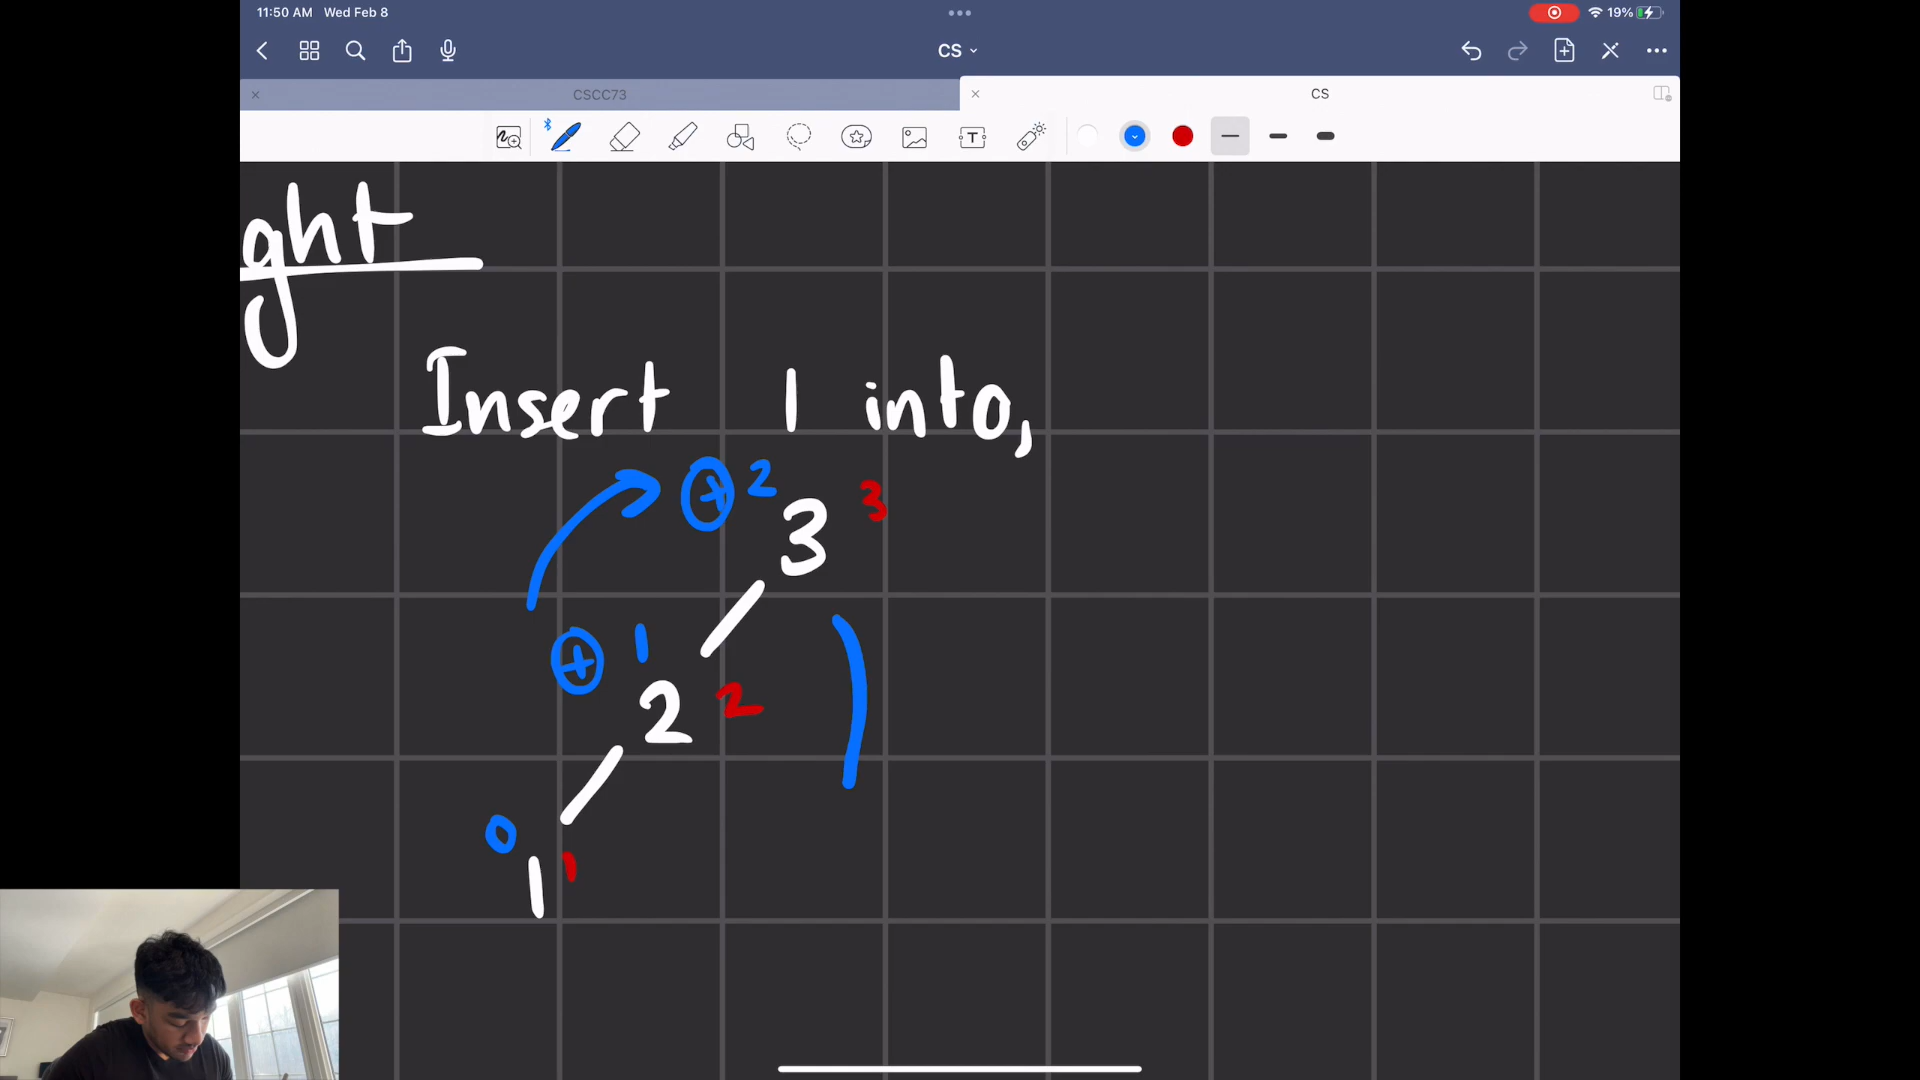 11:50 AM Wed Feb 8
19%
CS
CSCC73
CS
T
ght
Insert 1 into,
+ 2 3 3
+ 1 2 2
0 1 1